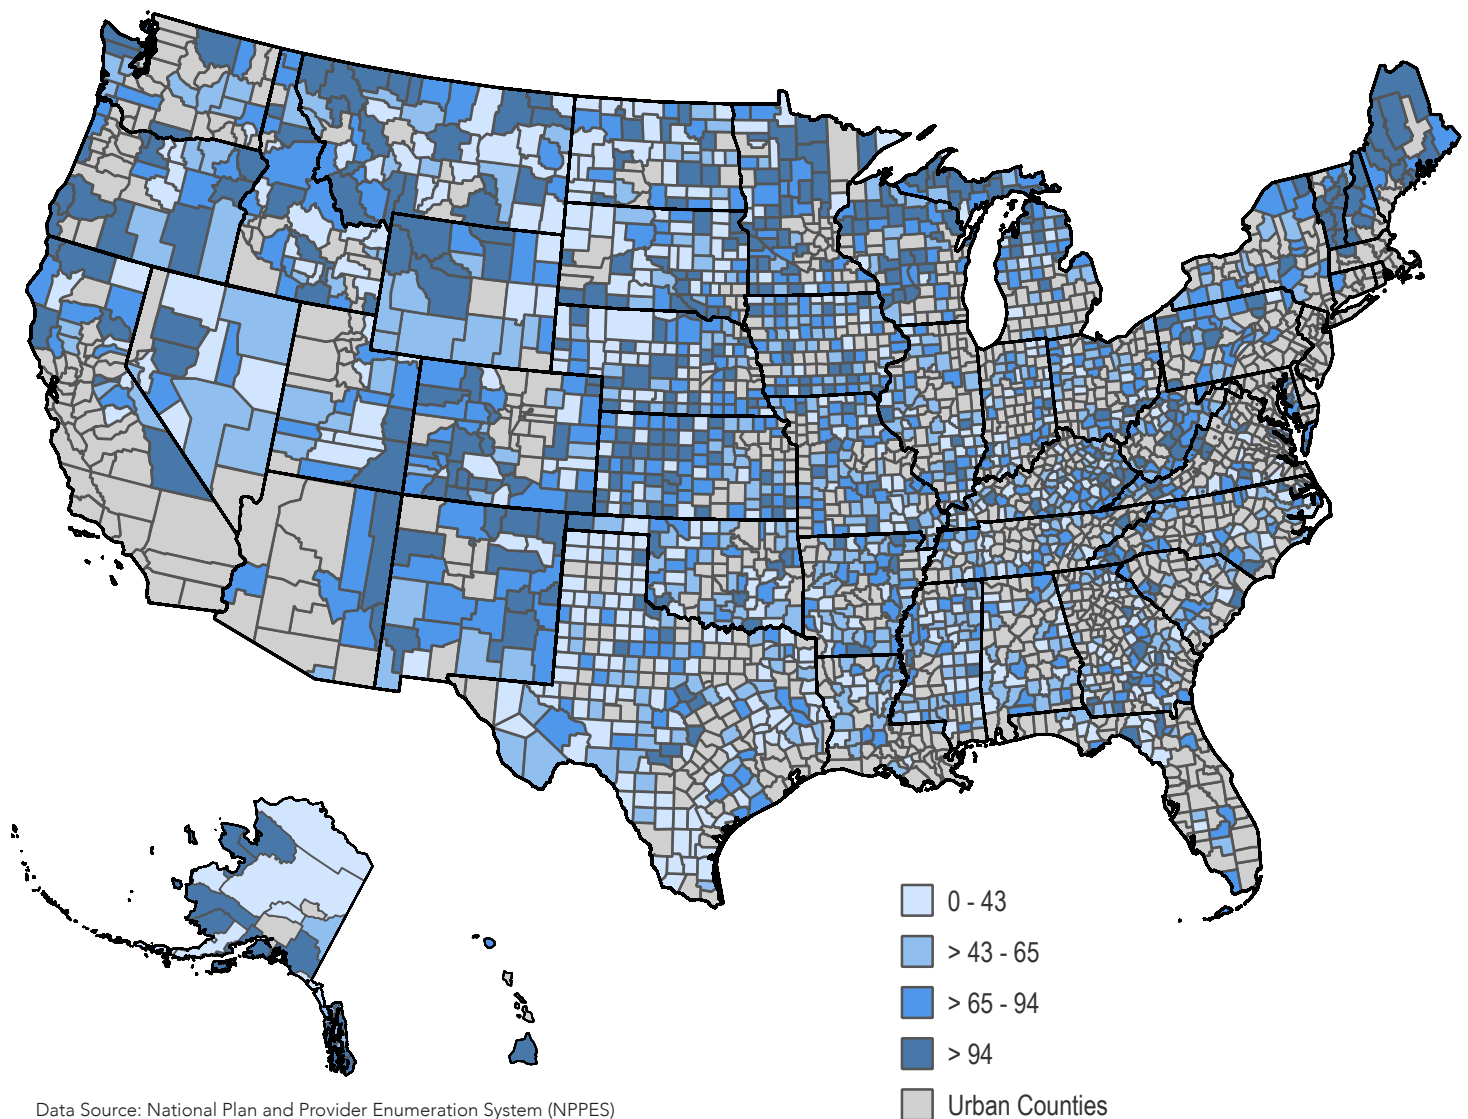 0 - 43
> 43 - 65
> 65 - 94
> 94
Urban Counties
Data Source: National Plan and Provider Enumeration System (NPPES)